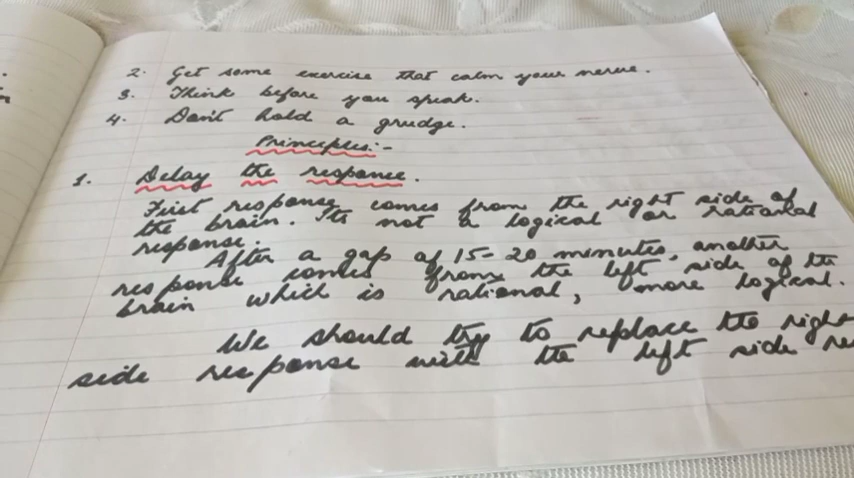 2. Get some exercise that calm your nerve.
3. Think before you speak.
4. Don't hold a grudge.
Principles:-
1. Delay the response.
First response comes from the right side of
the brain. Its not a logical or rational
response.
After a gap of 15-20 minutes, another
response comes from the left side of the
brain which is rational, more logical.
We should try to replace the right
side response with the left side res